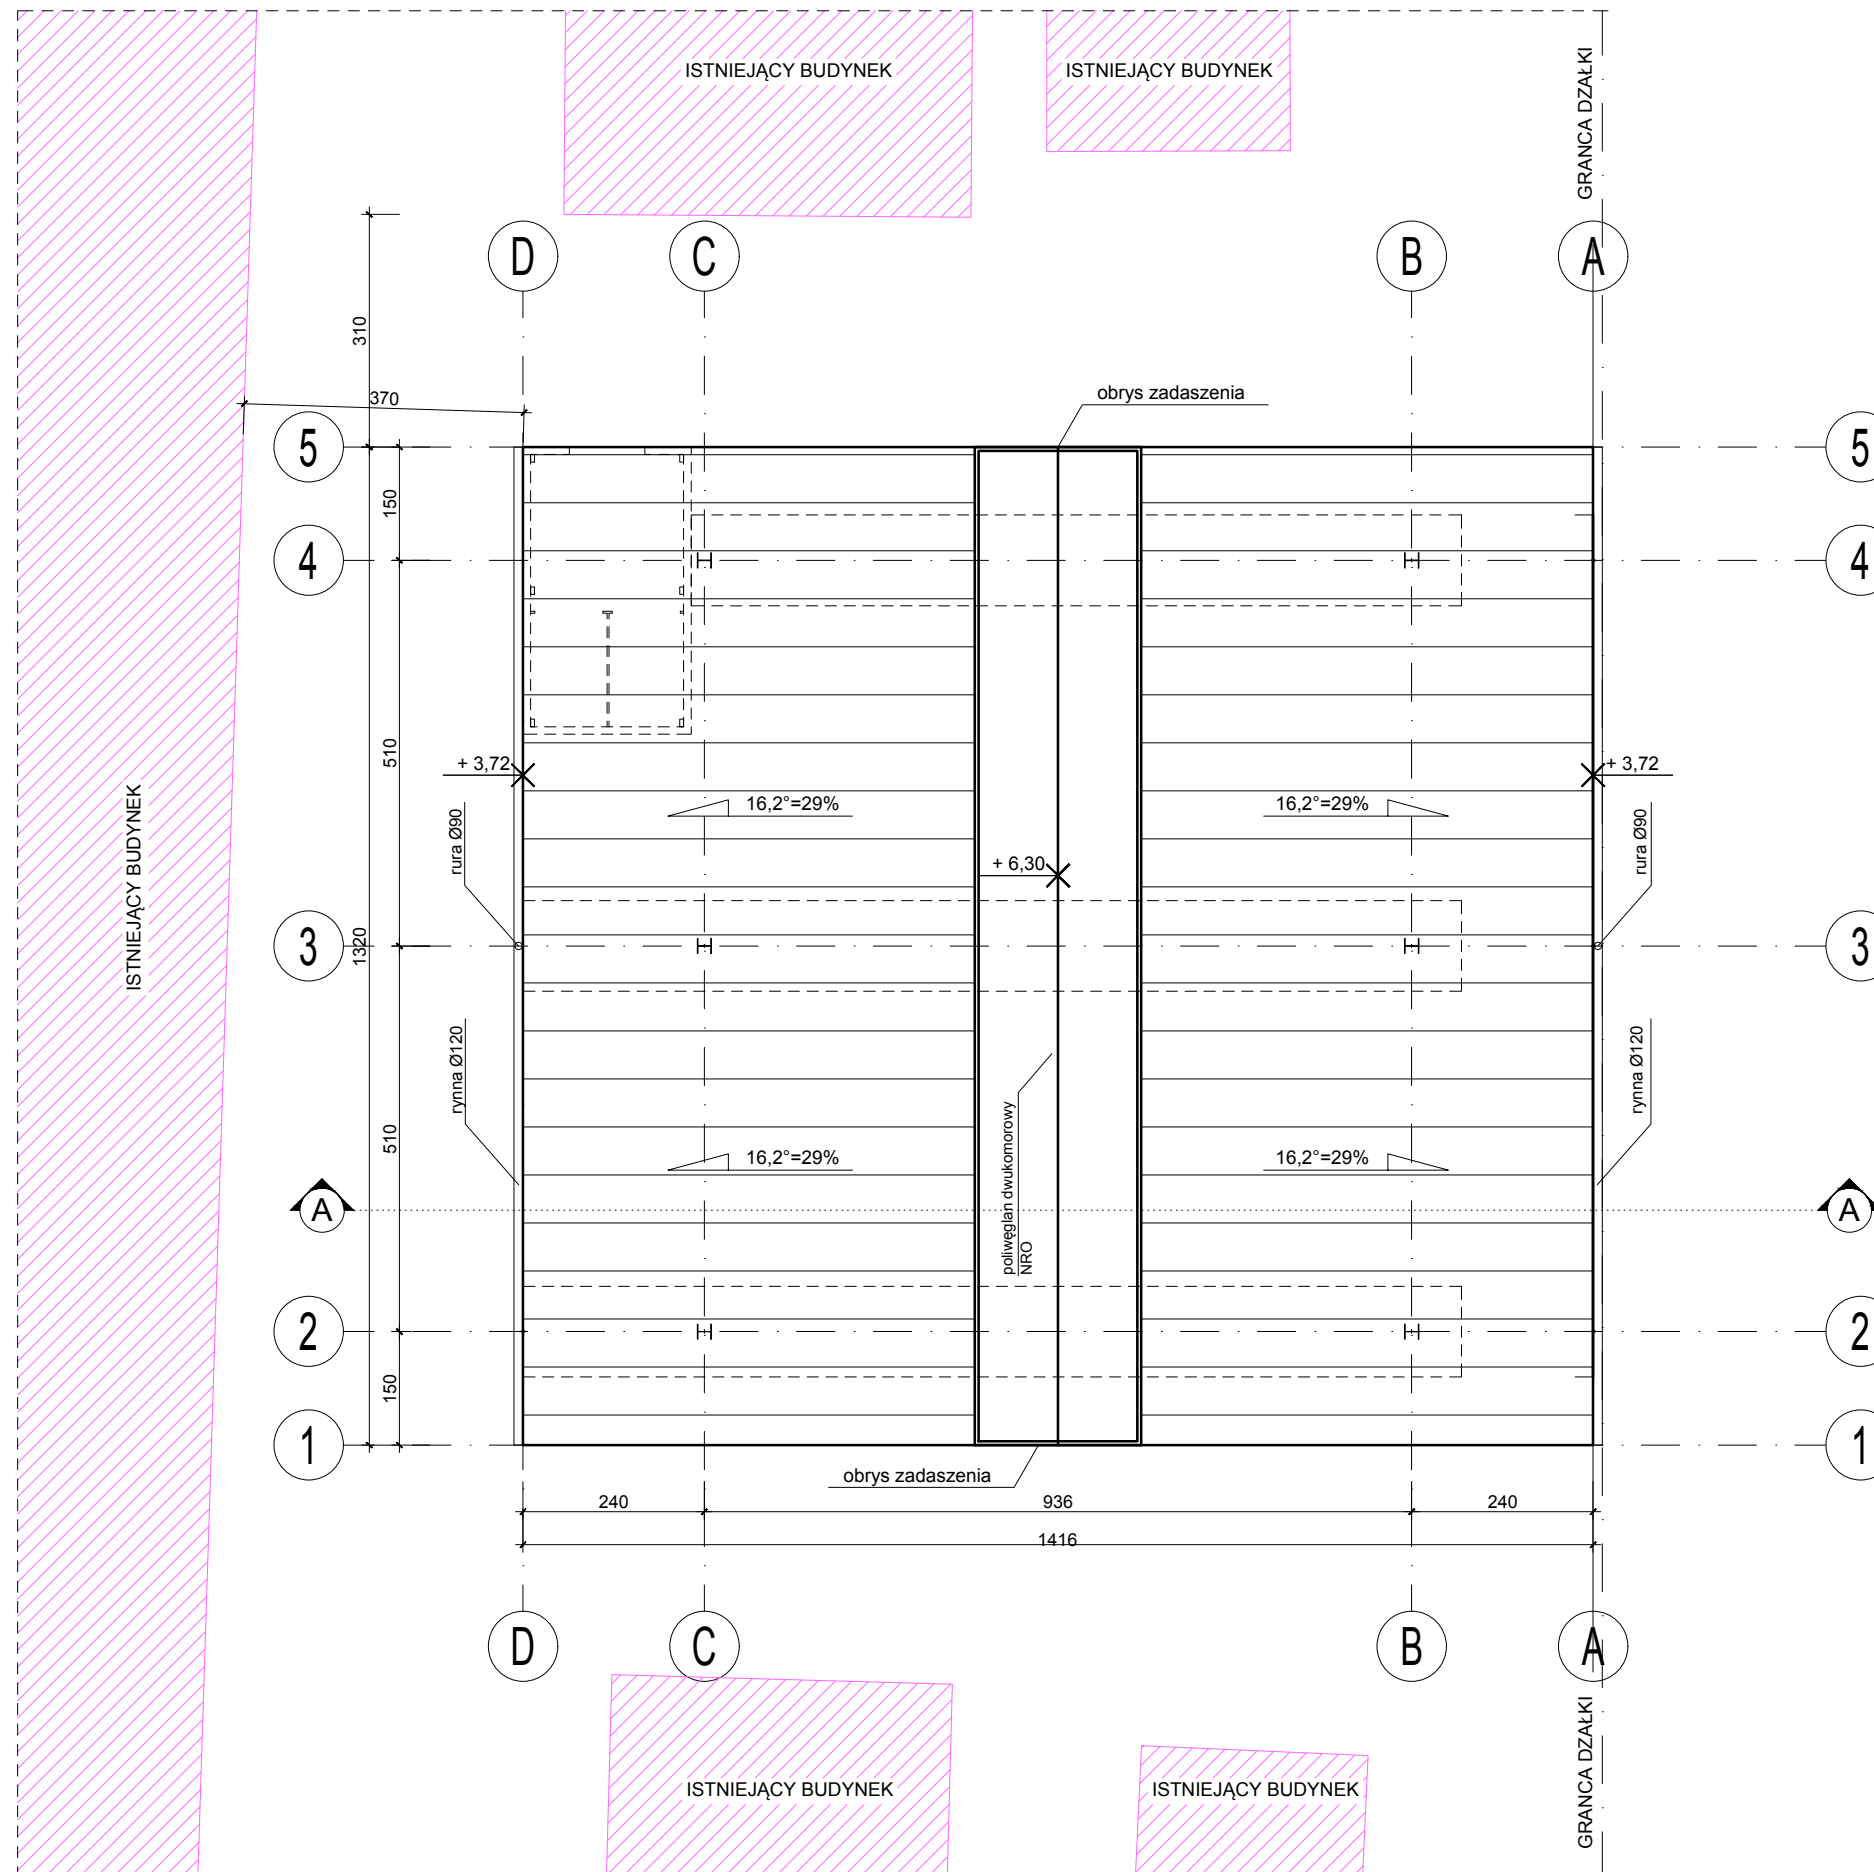 ISTNIEJĄCY BUDYNEK
ISTNIEJĄCY BUDYNEK
GRANCA DZAŁKI
D
C
B
A
310
370
obrys zadaszenia
5
5
150
4
4
510
+ 3,72
+ 3,72
16,2°=29%
16,2°=29%
rura Ø90
rura Ø90
ISTNIEJĄCY BUDYNEK
+ 6,30
3
1320
3
rynna Ø120
rynna Ø120
510
poliwęglan dwukomorowy
NRO
16,2°=29%
16,2°=29%
A
A
2
2
150
1
1
obrys zadaszenia
240
936
240
1416
D
C
B
A
GRANCA DZAŁKI
ISTNIEJĄCY BUDYNEK
ISTNIEJĄCY BUDYNEK